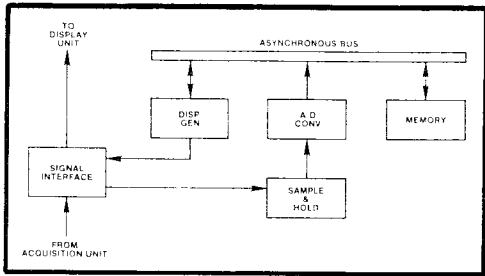 TO
DISPLAY
UNIT
ASYNCHRONOUS BUS
DISP
GEN
A D
CONV
MEMORY
SIGNAL
INTERFACE
SAMPLE
&
HOLD
FROM
ACQUISITION UNIT